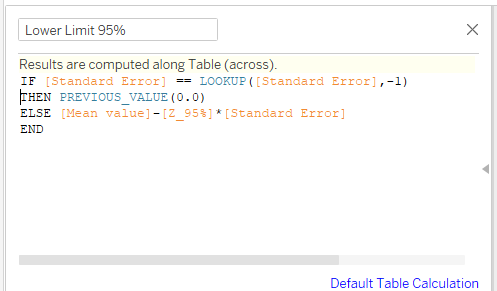 Lower Limit 95%
Results are computed along Table (across).
IF [Standard Error] == LOOKUP([Standard Error],-1)
THEN PREVIOUS_VALUE(0.0)
ELSE [Mean value]-[Z_95%]*[Standard Error]
END
Default Table Calculation